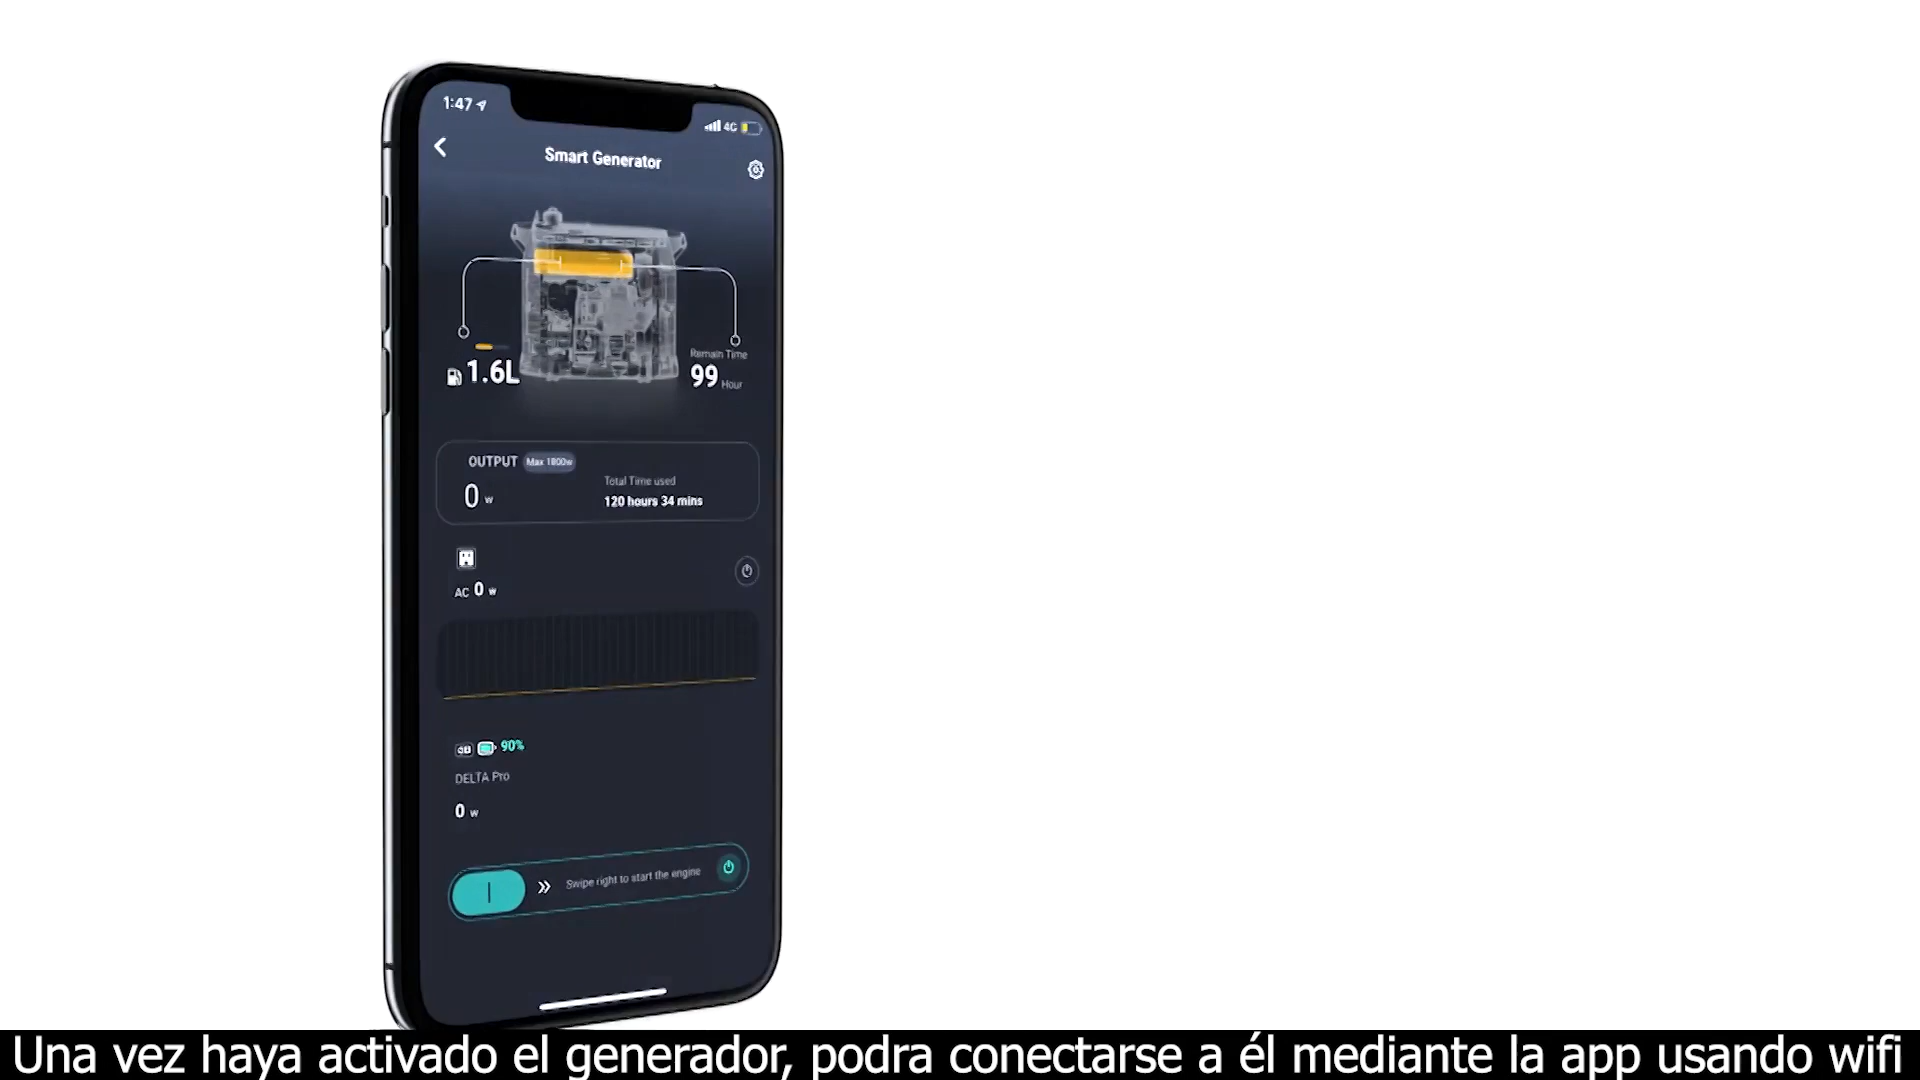 1:47
4G
Smart Generator
1.6L
Remain Time
99 Hour
OUTPUT Max 1800w
0 w
Total Time used
120 hours 34 mins
AC 0 w
90%
DELTA Pro
0 w
Swipe right to start the engine
Una vez haya activado el generador, podra conectarse a él mediante la app usando wifi